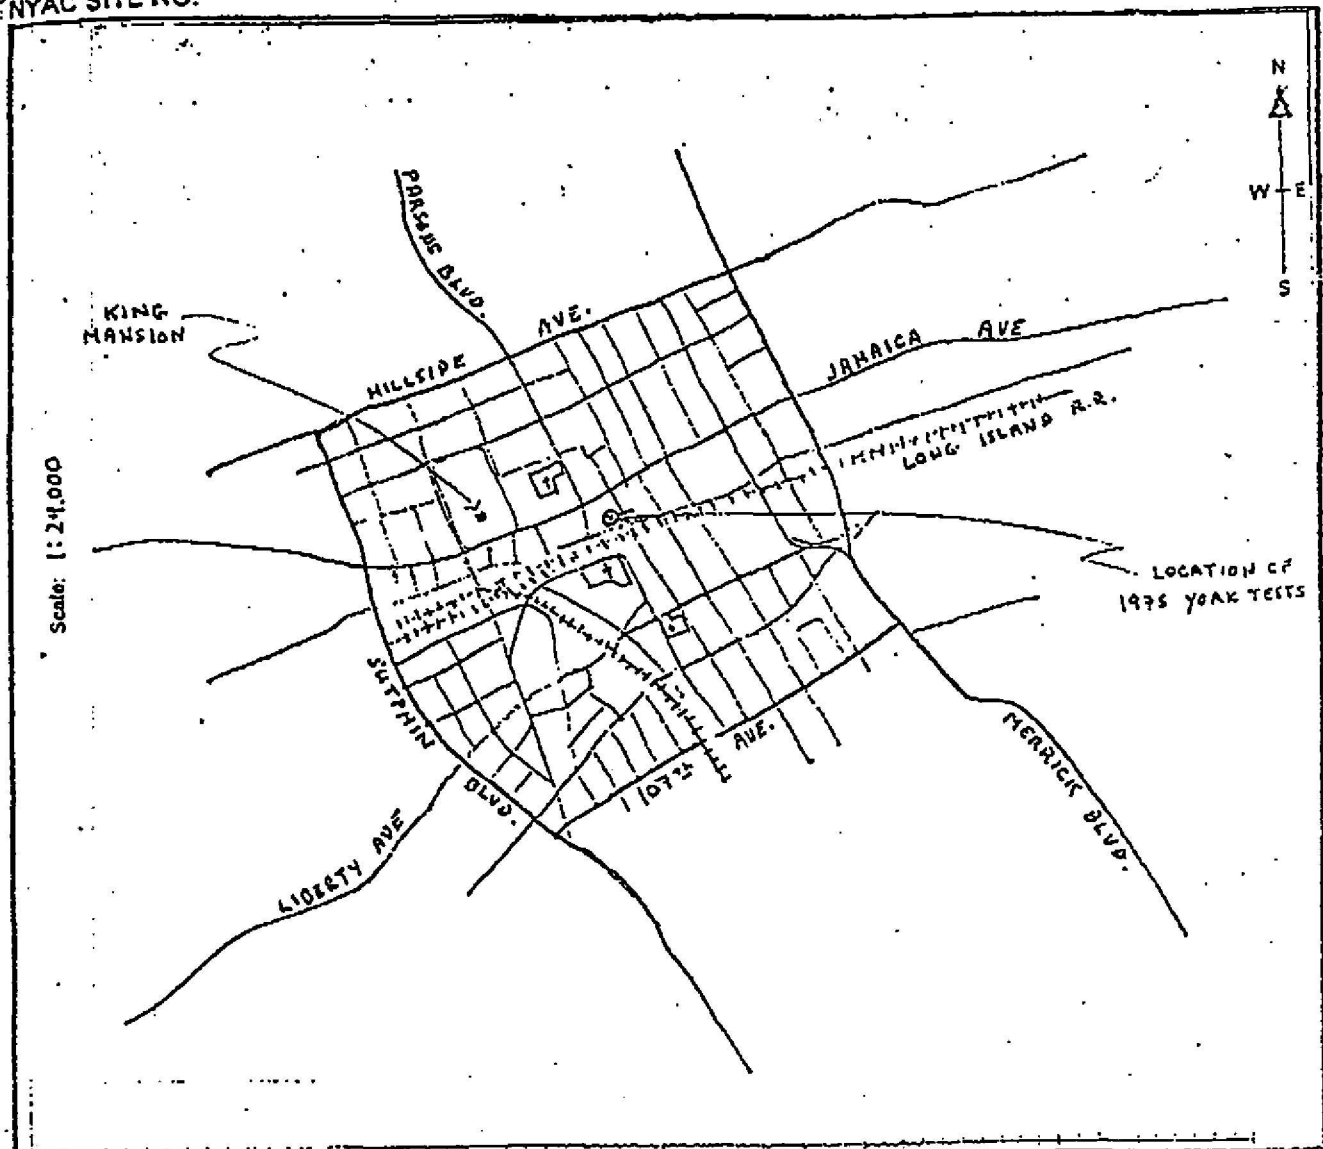 NYAC SITE NO.
N
W E
S
PARSONS BLVD.
KING
MANSION
HILLSIDE AVE.
JAMAICA AVE
LONG ISLAND R.R.
Scale: 1:24,000
LOCATION OF
1975 YORK TESTS
SUTPHIN BLVD.
107th AVE.
MERRICK BLVD.
LIBERTY AVE